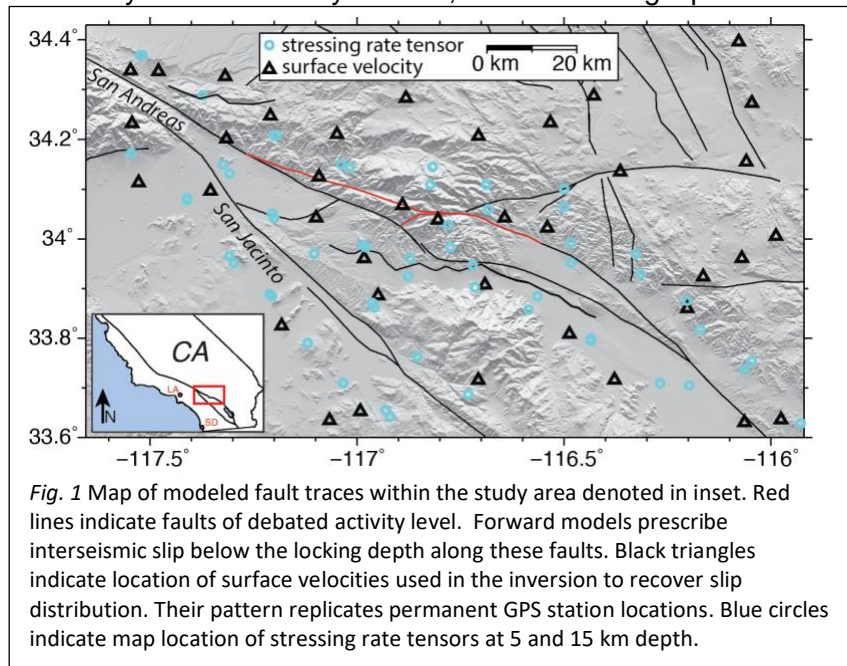 34.4°
34.2°
34°
33.8°
33.6°
stressing rate tensor
surface velocity
0 km 20 km
San Andreas
San Jacinto
CA
LA
SD
N
−117.5° −117° −116.5° −116°
Fig. 1 Map of modeled fault traces within the study area denoted in inset. Red
lines indicate faults of debated activity level.  Forward models prescribe
interseismic slip below the locking depth along these faults. Black triangles
indicate location of surface velocities used in the inversion to recover slip
distribution. Their pattern replicates permanent GPS station locations. Blue circles
indicate map location of stressing rate tensors at 5 and 15 km depth.